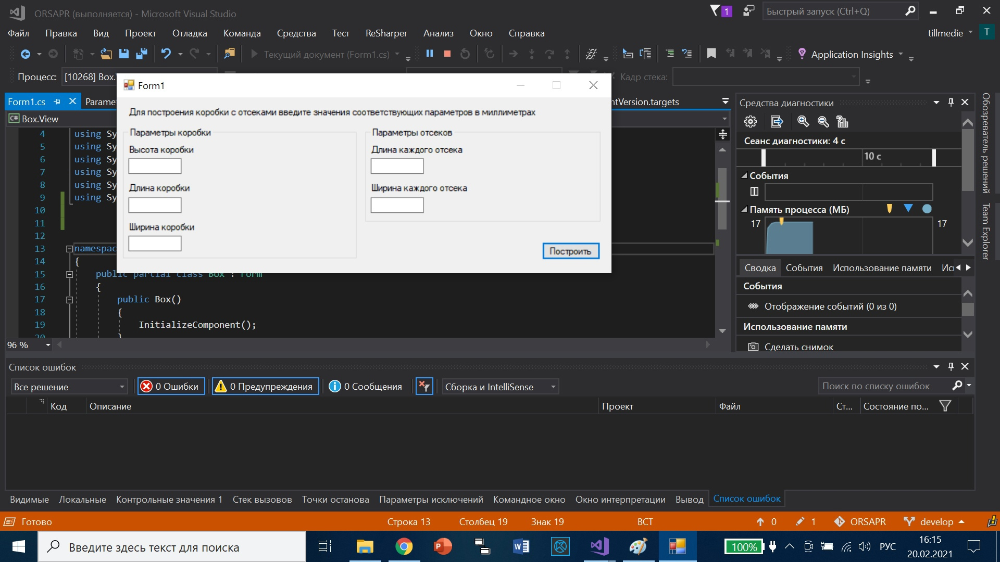 ORSAPR (выполняется) - Microsoft Visual Studio
1
Быстрый запуск (Ctrl+Q)
Файл Правка Вид Проект Отладка Команда Средства Тест ReSharper Анализ Окно Справка
tillmedie T
Текущий документ (Form1.cs)
Application Insights
Процесс: [10268] Box.
Кадр стека:
Form1
Form1.cs
ntVersion.targets
Box.View
Для построения коробки с отсеками введите значения соответствующих параметров в миллиметрах
Параметры коробки
Высота коробки
Длина коробки
Ширина коробки
Параметры отсеков
Длина каждого отсека
Ширина каждого отсека
Построить
4 using Sy
5 using Sy
6 using Sy
7 using Sy
8 using Sy
9 using Sy
10
11
12
13 namespac
14 {
15 public partial class Box : Form
16 {
17 public Box()
18 {
19 InitializeComponent();
20 }
96 %
Средства диагностики
Сеанс диагностики: 4 с
10 с
События
Память процесса (МБ)
17 17
Сводка События Использование памяти
События
Отображение событий (0 из 0)
Использование памяти
Сделать снимок
Обозреватель решений
Team Explorer
Список ошибок
Все решение 0 Ошибки 0 Предупреждения 0 Сообщения Сборка и IntelliSense
Поиск по списку ошибок
Код Описание Проект Файл Ст... Состояние по...
Видимые Локальные Контрольные значения 1 Стек вызовов Точки останова Параметры исключений Командное окно Окно интерпретации Вывод Список ошибок
Готово Строка 13 Столбец 19 Знак 19 ВСТ 0 1 ORSAPR develop
Введите здесь текст для поиска
100%
РУС
16:15
20.02.2021